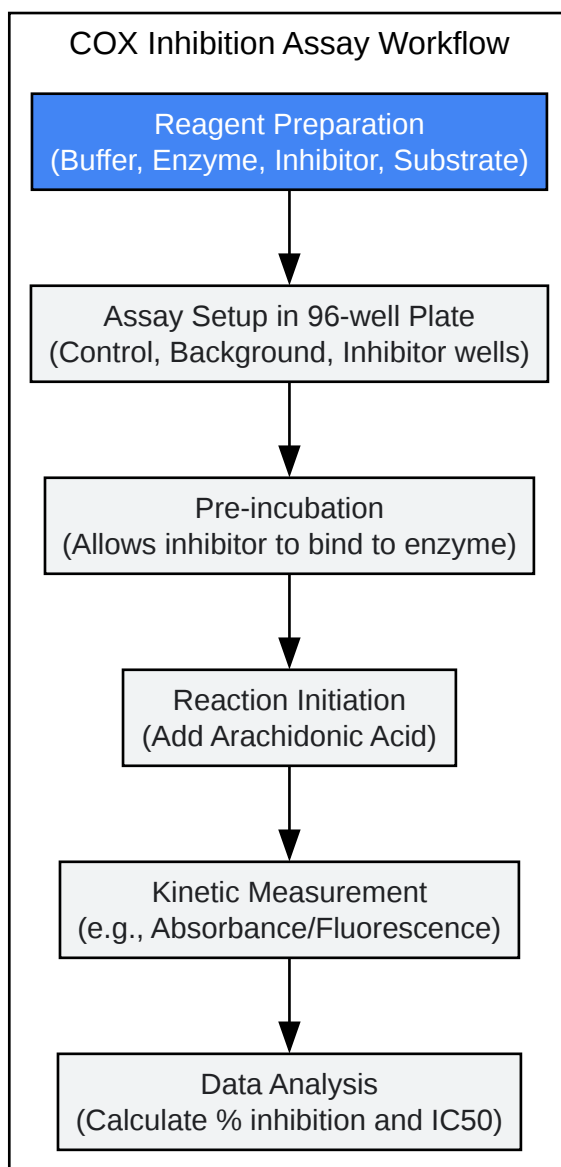 COX Inhibition Assay Workflow
Reagent Preparation
(Buffer, Enzyme, Inhibitor, Substrate)
Assay Setup in 96-well Plate
(Control, Background, Inhibitor wells)
Pre-incubation
(Allows inhibitor to bind to enzyme)
Reaction Initiation
(Add Arachidonic Acid)
Kinetic Measurement
(e.g., Absorbance/Fluorescence)
Data Analysis
(Calculate % inhibition and IC50)